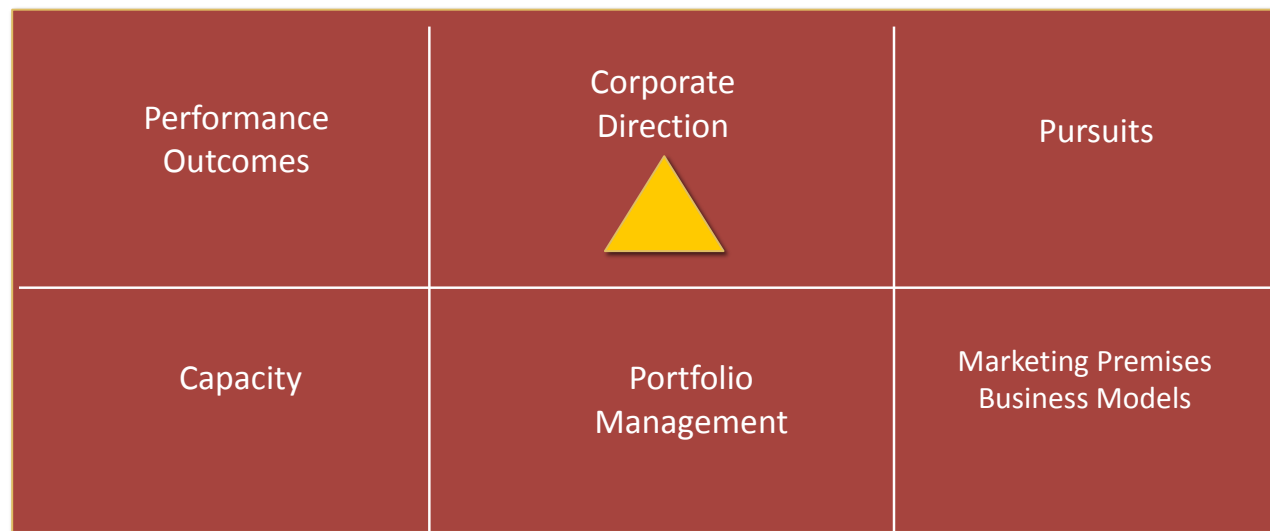 Performance
Outcomes
Corporate
Direction
Pursuits
Capacity
Portfolio
Management
Marketing Premises
Business Models